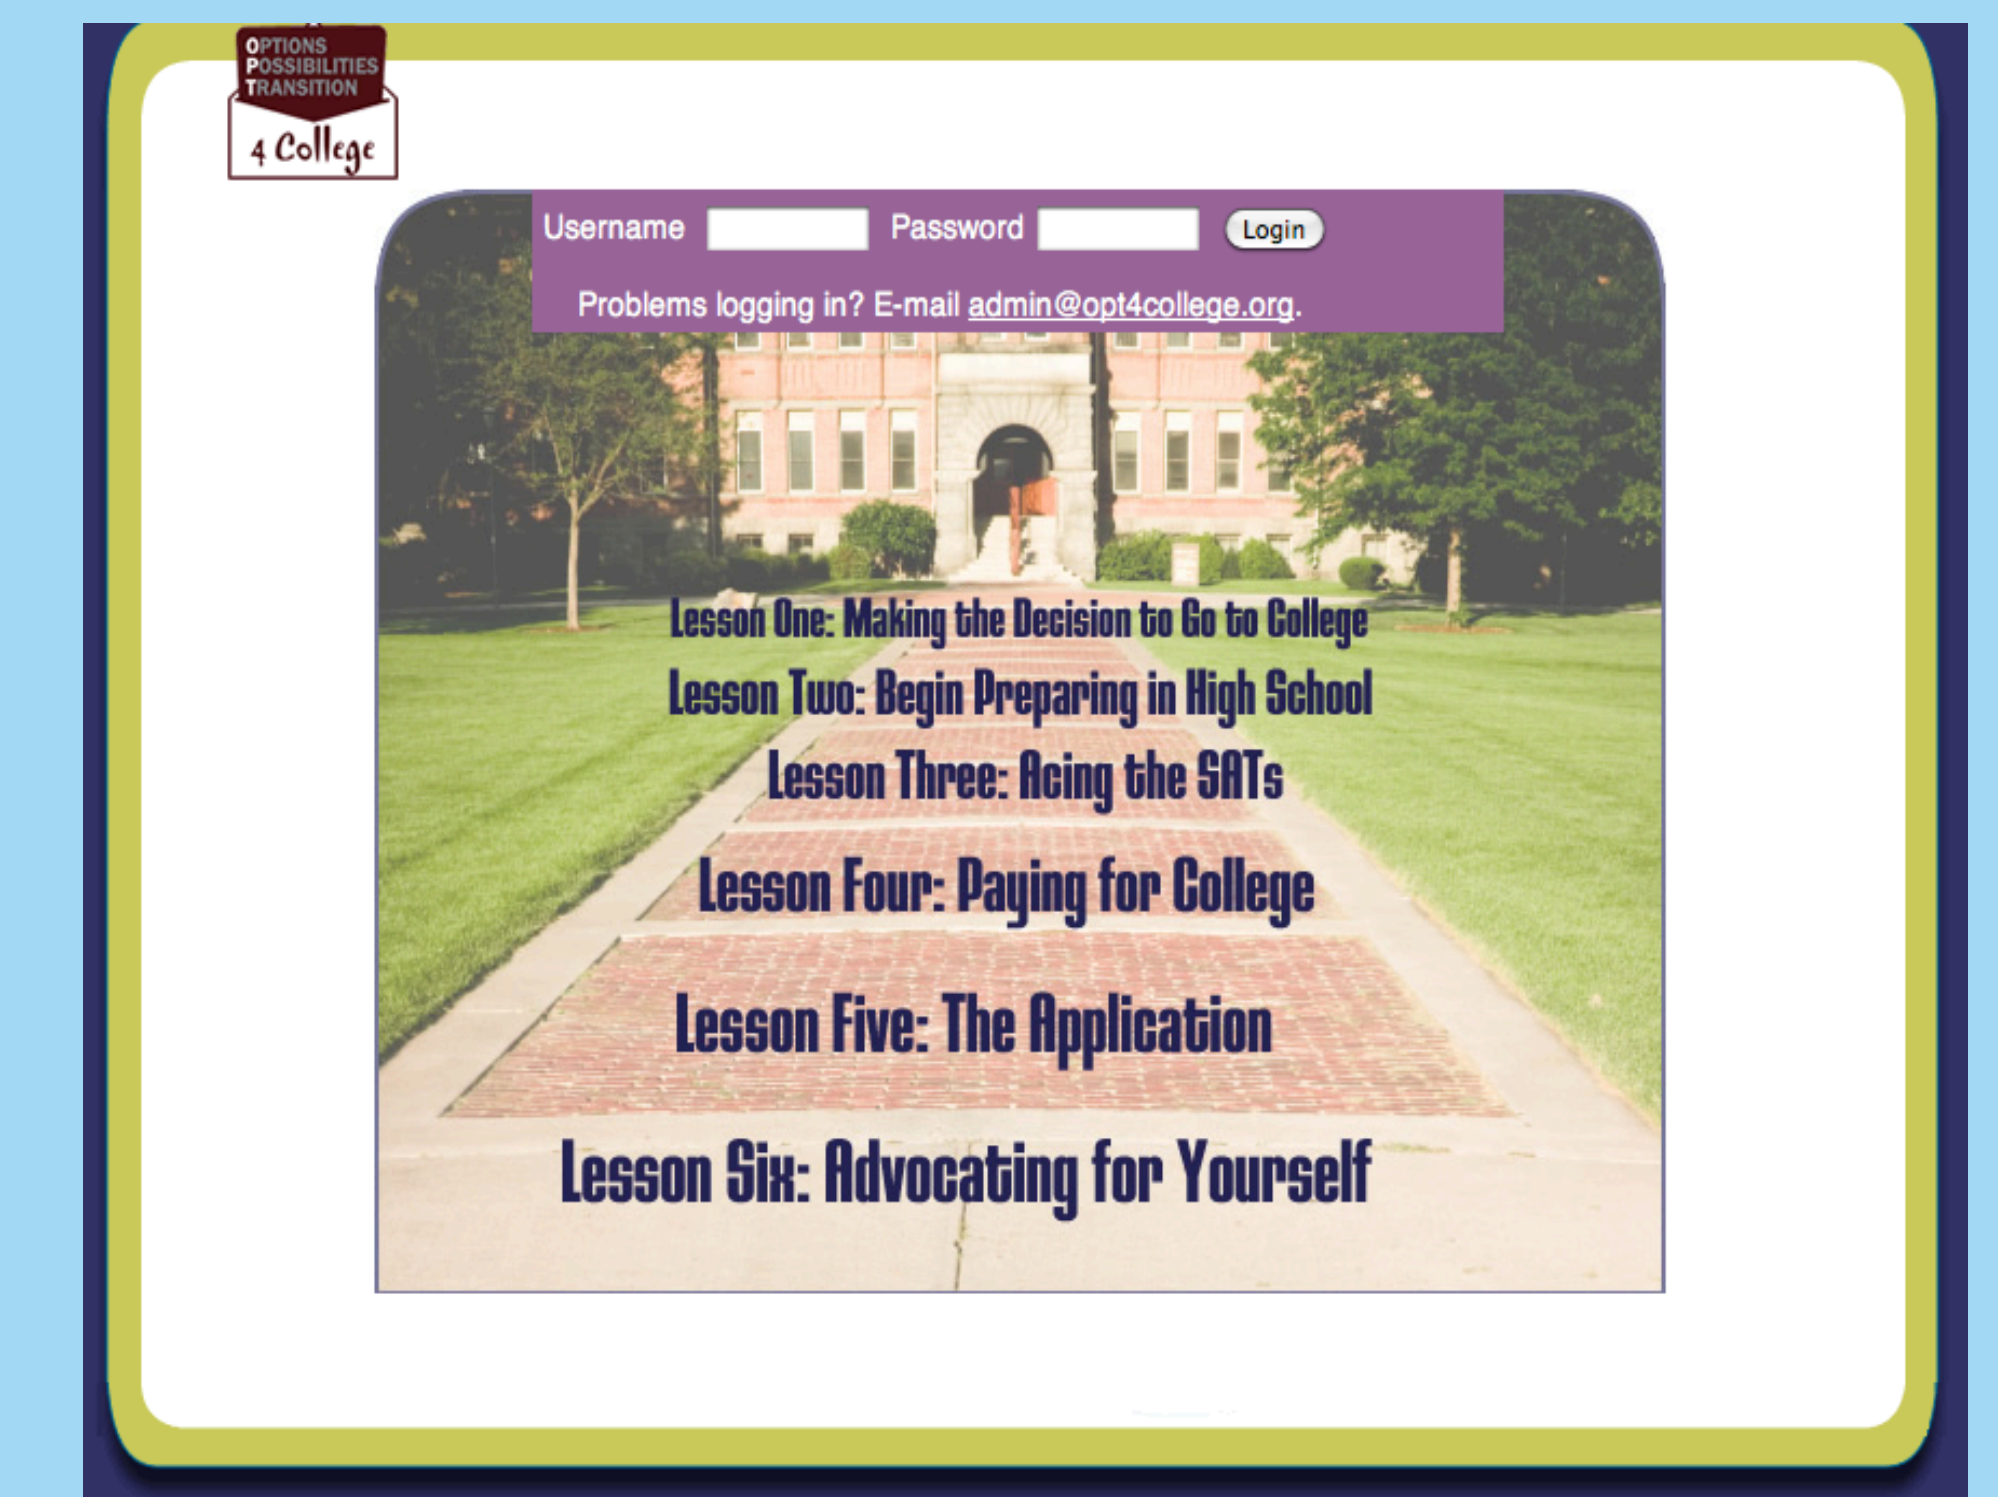 OPTIONS
POSSIBILITIES
TRANSITION
4 College
Username Password Login
Problems logging in? E-mail admin@opt4college.org.
Lesson One: Making the Decision to Go to College
Lesson Two: Begin Preparing in High School
Lesson Three: Acing the SATs
Lesson Four: Paying for College
Lesson Five: The Application
Lesson Six: Advocating for Yourself